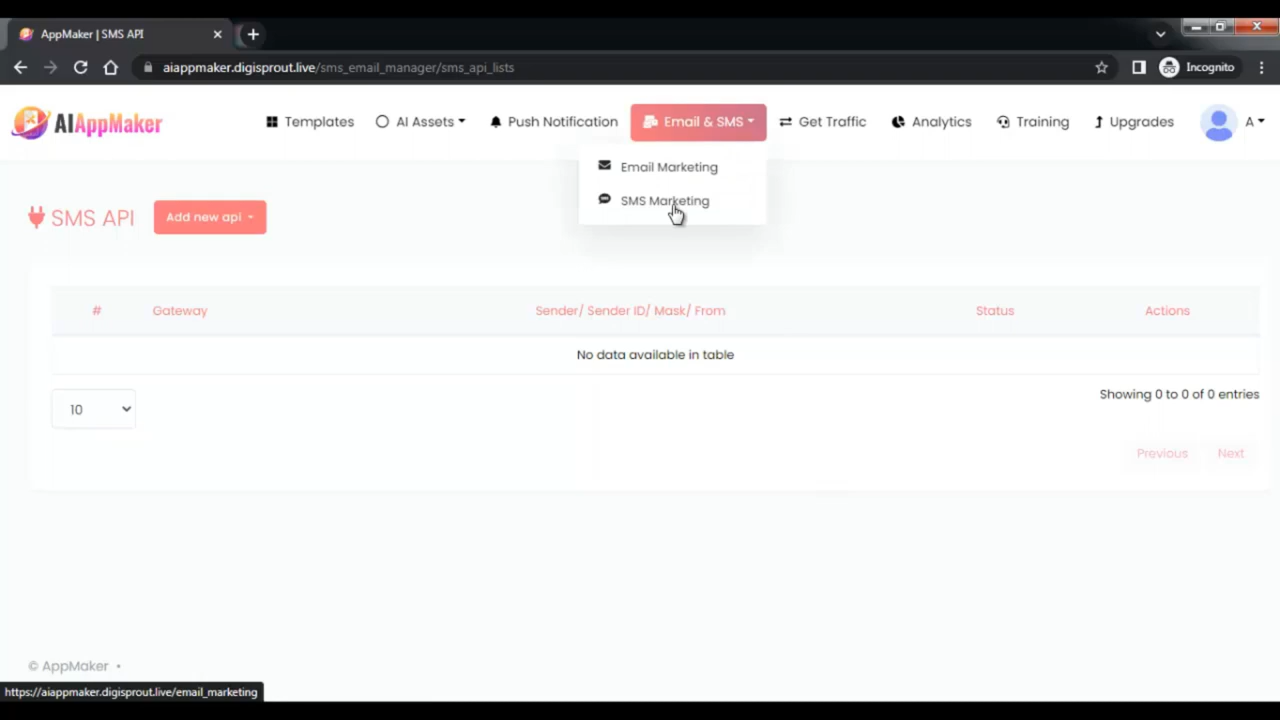 AppMaker | SMS API
aiappmaker.digisprout.live/sms_email_manager/sms_api_lists
Incognito
AIAppMaker
Templates
AI Assets
Push Notification
Email & SMS
Get Traffic
Analytics
Training
Upgrades
A
Email Marketing
SMS Marketing
SMS API
Add new api
# Gateway Sender/ Sender ID/ Mask/ From Status Actions
No data available in table
10
Showing 0 to 0 of 0 entries
Previous Next
© AppMaker •
https://aiappmaker.digisprout.live/email_marketing